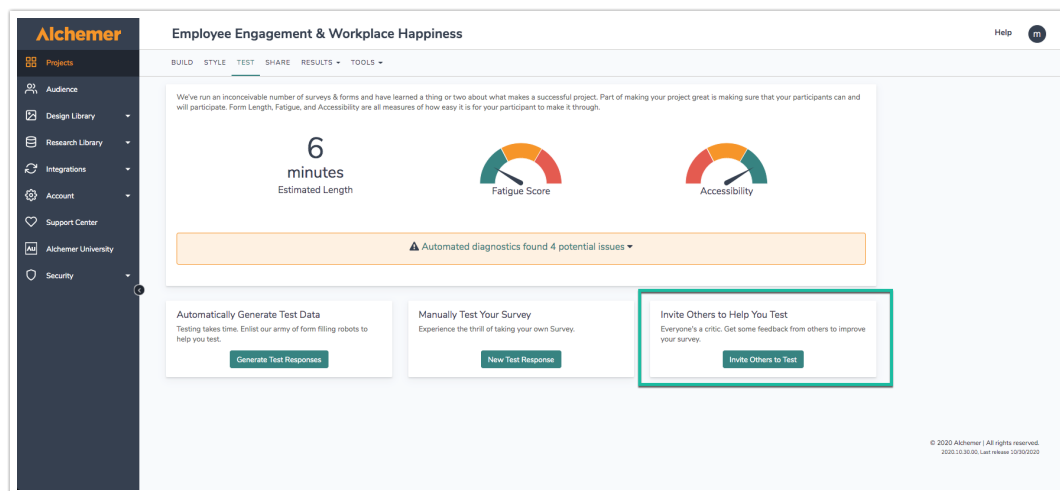 Alchemer
Employee Engagement & Workplace Happiness
Help
m
Projects
Audience
Design Library
Research Library
Integrations
Account
Support Center
Au
Alchemer University
Security
BUILD STYLE TEST SHARE RESULTS TOOLS
We've run an inconceivable number of surveys & forms and have learned a thing or two about what makes a successful project. Part of making your project great is making sure that your participants can and
will participate. Form Length, Fatigue, and Accessibility are all measures of how easy it is for your participant to make it through.
6
minutes
Estimated Length
Fatigue Score
Accessibility
Automated diagnostics found 4 potential issues
Automatically Generate Test Data
Testing takes time. Enlist our army of form filling robots to
help you test.
Generate Test Responses
Manually Test Your Survey
Experience the thrill of taking your own Survey.
New Test Response
Invite Others to Help You Test
Everyone's a critic. Get some feedback from others to improve
your survey.
Invite Others to Test
© 2020 Alchemer | All rights reserved.
2020.10.30.00. Last release 10/30/2020